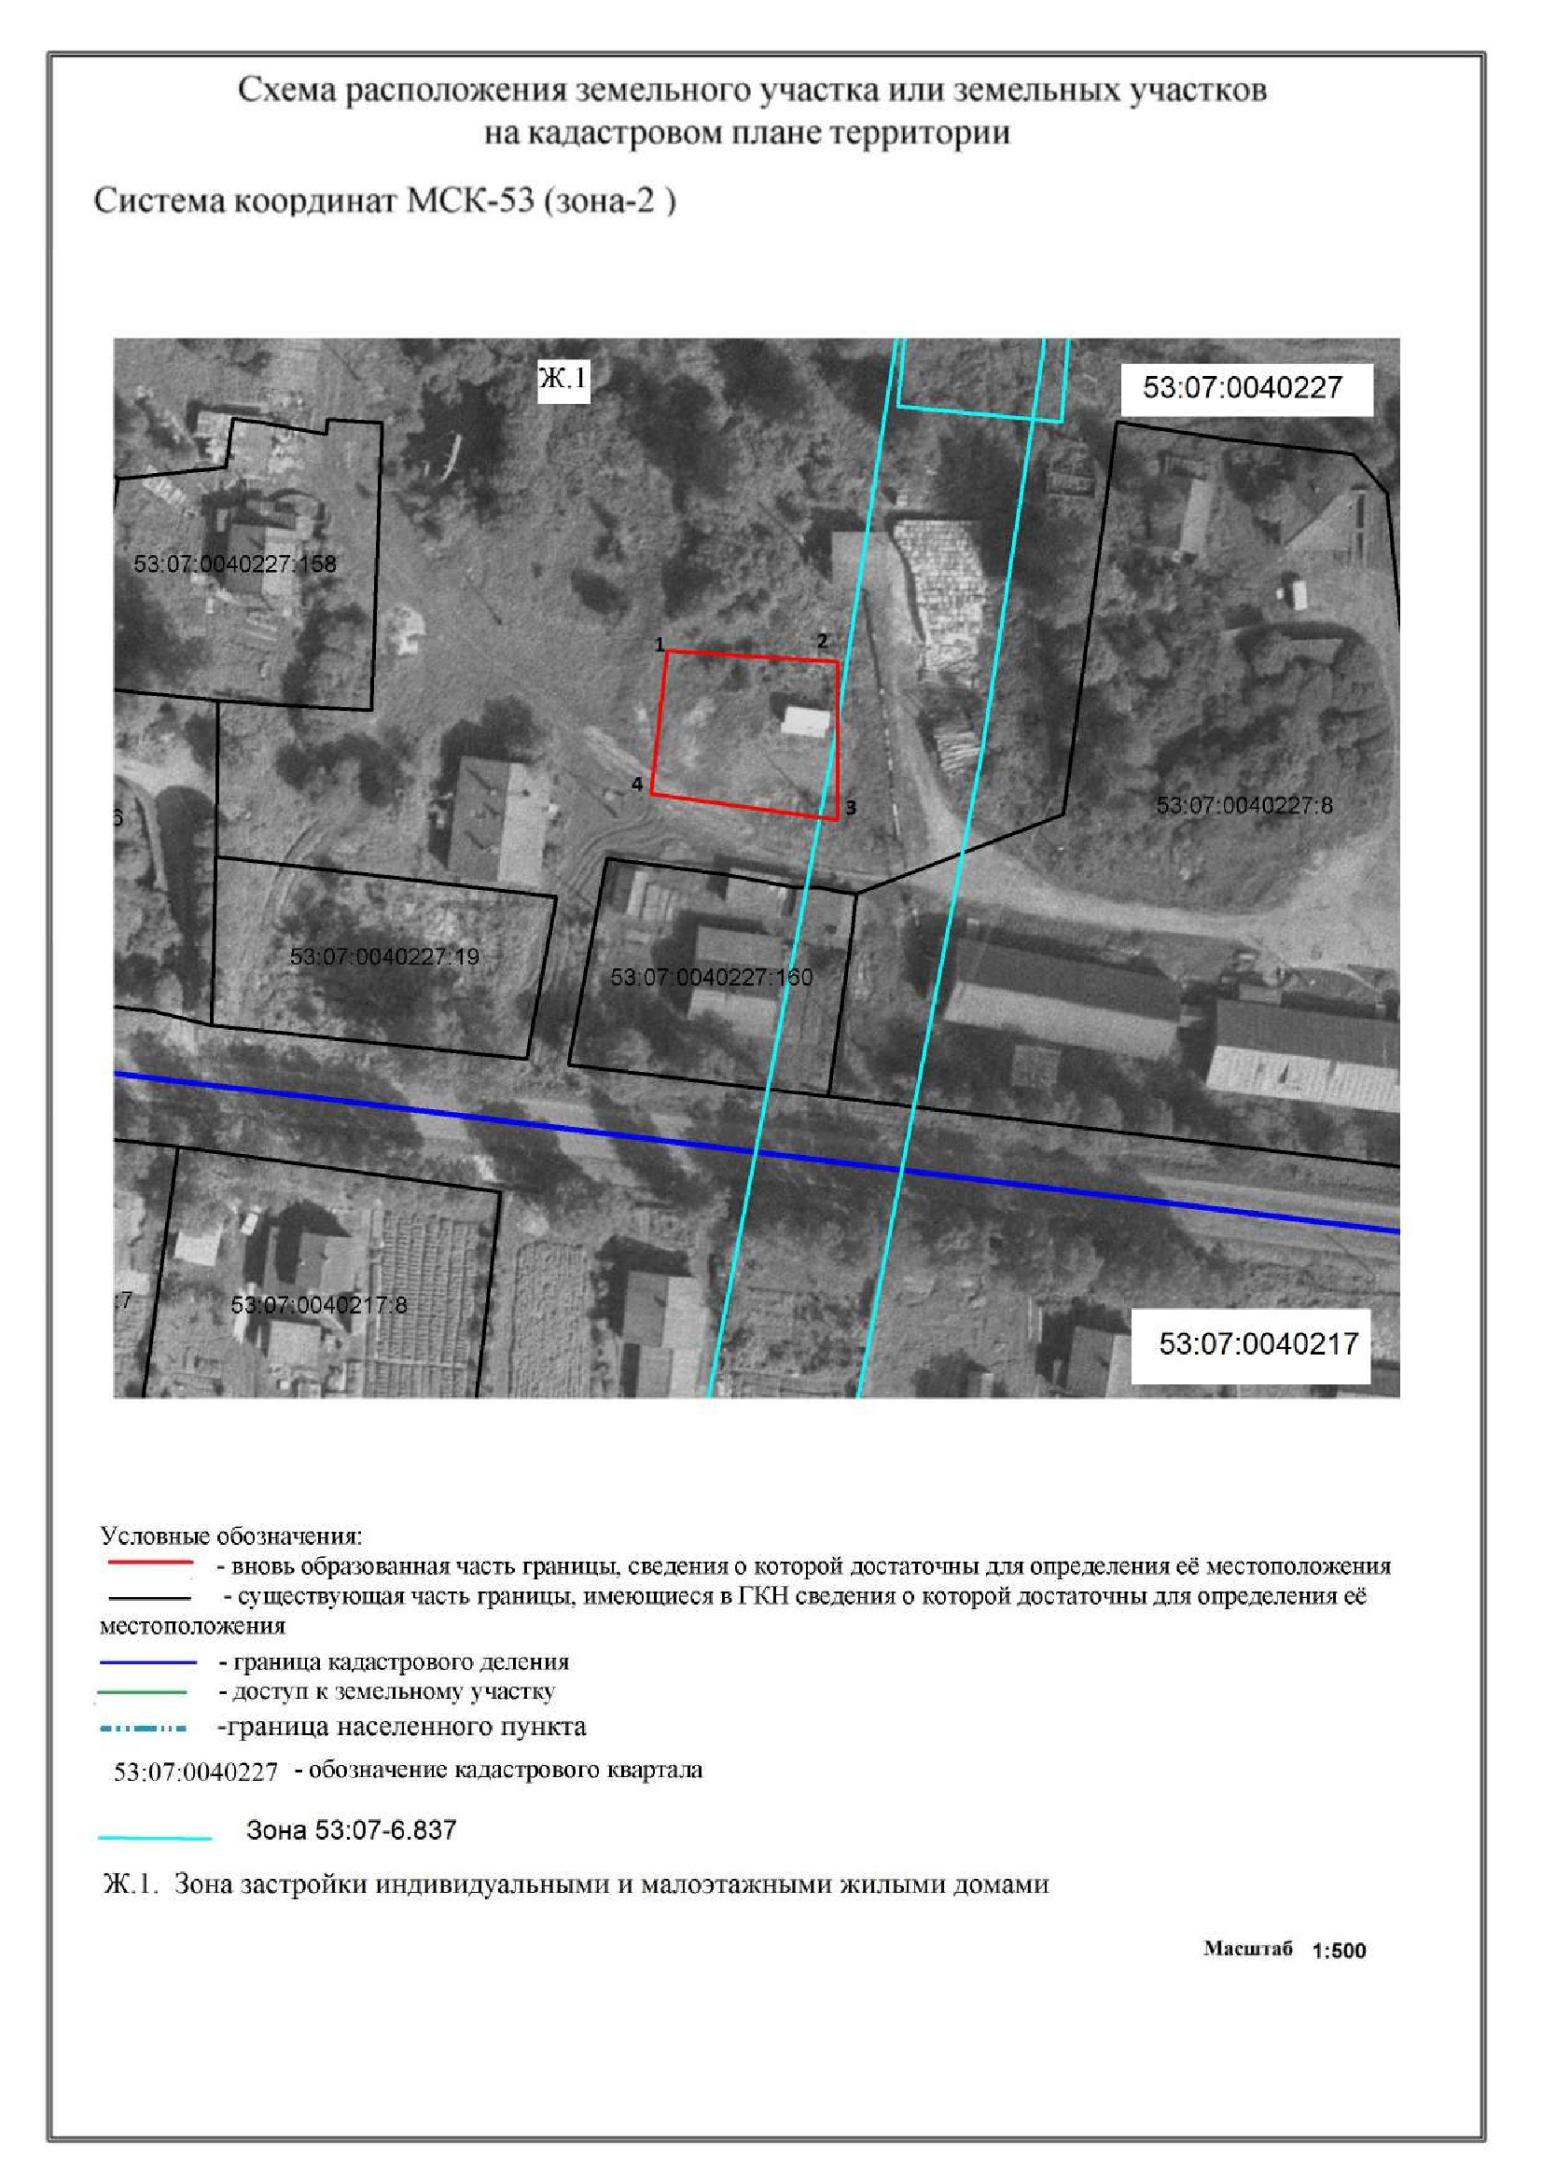 Схема расположения земельного участка или земельных участков
на кадастровом плане территории
Система координат МСК-53 (зона-2 )
Ж.1
53:07:0040227
53:07:0040227:158
1
2
4
3
53:07:0040227:8
6
53:07:0040227:19
53:07:0040227:160
:7
53:07:0040217:8
53:07:0040217
Условные обозначения:
- вновь образованная часть границы, сведения о которой достаточны для определения её местоположения
- существующая часть границы, имеющиеся в ГКН сведения о которой достаточны для определения её
местоположения
- граница кадастрового деления
- доступ к земельному участку
-граница населенного пункта
53:07:0040227 - обозначение кадастрового квартала
Зона 53:07-6.837
Ж.1. Зона застройки индивидуальными и малоэтажными жилыми домами
Масштаб 1:500